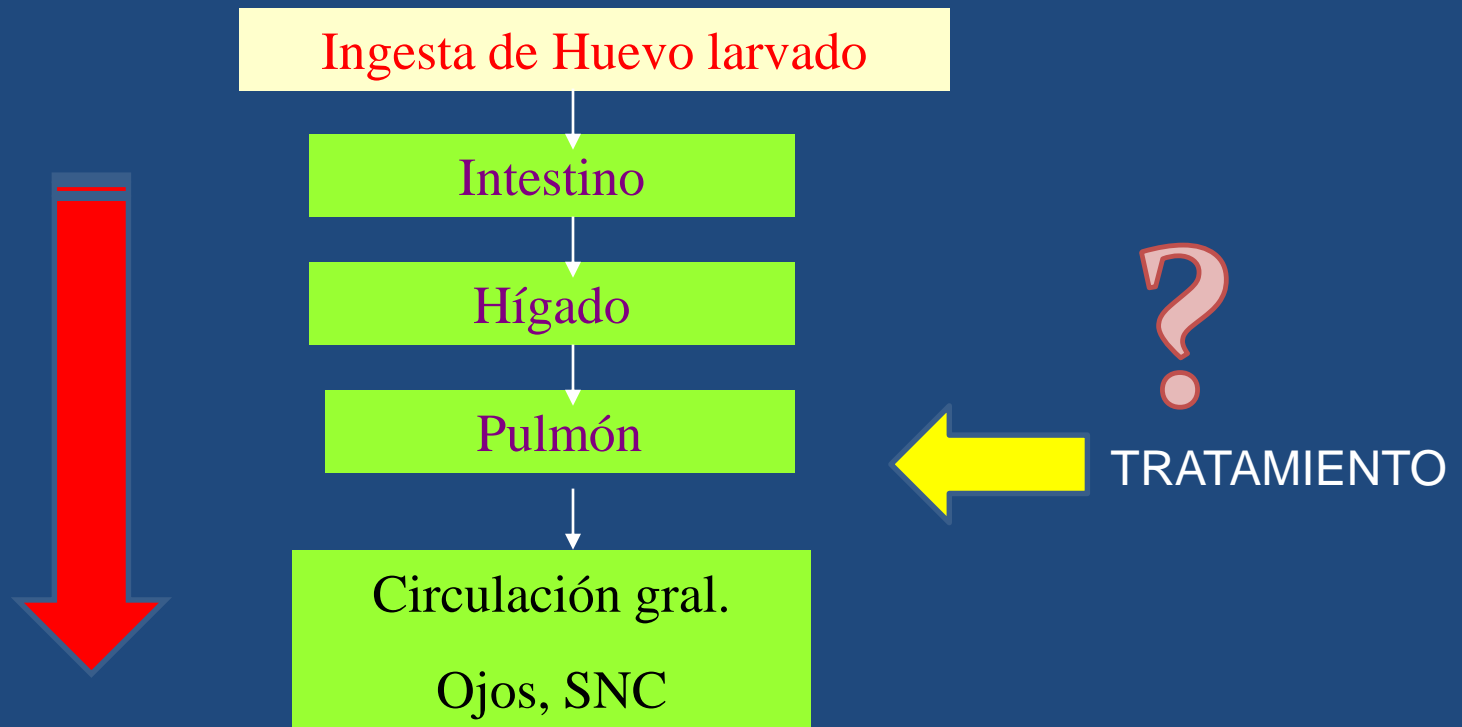 Ingesta de Huevo larvado
Intestino
Hígado
Pulmón
?
TRATAMIENTO
Circulación gral.
Ojos, SNC